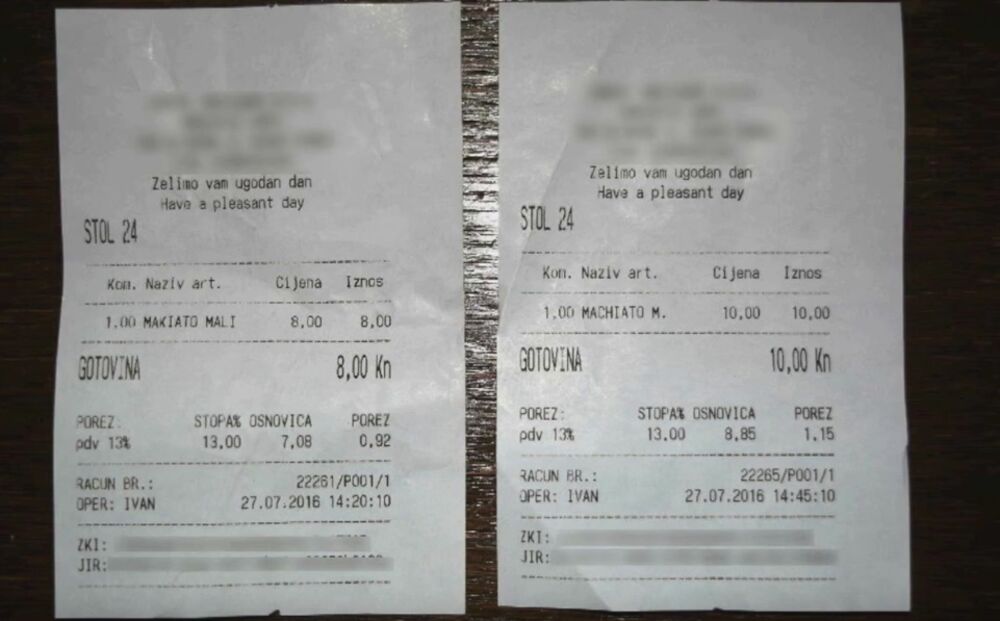 Zelimo vam ugodan dan
Have a pleasant day
STOL 24
Kom. Naziv art. Cijena Iznos
1,00 MAKIATO MALI 8,00 8,00
GOTOVINA 8,00 Kn
POREZ: STOPA% OSNOVICA POREZ
pdv 13% 13.00 7,08 0,92
RACUN BR.: 22261/P001/1
OPER: IVAN 27.07.2016 14:20:10
ZKI:
JIR:
Zelimo vam ugodan dan
Have a pleasant day
STOL 24
Kom. Naziv art. Cijena Iznos
1,00 MACHIATO M. 10,00 10,00
GOTOVINA 10,00 Kn
POREZ: STOPA% OSNOVICA POREZ
pdv 13% 13.00 8,85 1,15
RACUN BR.: 22265/P001/1
OPER: IVAN 27.07.2016 14:45:10
ZKI:
JIR: